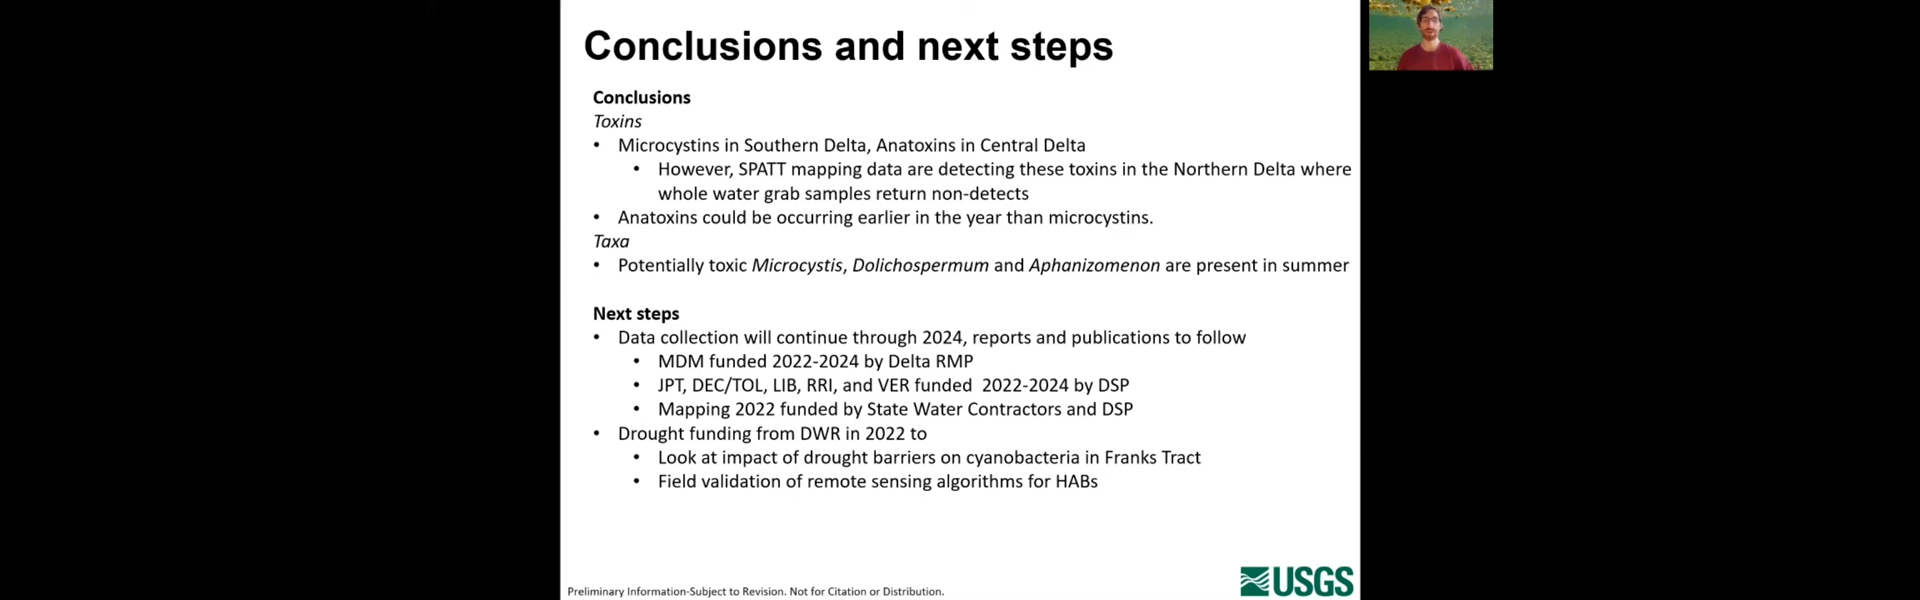 Conclusions and next steps
Conclusions
Toxins
• Microcystins in Southern Delta, Anatoxins in Central Delta
• However, SPATT mapping data are detecting these toxins in the Northern Delta where
whole water grab samples return non-detects
• Anatoxins could be occurring earlier in the year than microcystins.
Taxa
• Potentially toxic Microcystis, Dolichospermum and Aphanizomenon are present in summer
Next steps
• Data collection will continue through 2024, reports and publications to follow
• MDM funded 2022-2024 by Delta RMP
• JPT, DEC/TOL, LIB, RRI, and VER funded  2022-2024 by DSP
• Mapping 2022 funded by State Water Contractors and DSP
• Drought funding from DWR in 2022 to
• Look at impact of drought barriers on cyanobacteria in Franks Tract
• Field validation of remote sensing algorithms for HABs
Preliminary Information-Subject to Revision. Not for Citation or Distribution.
USGS